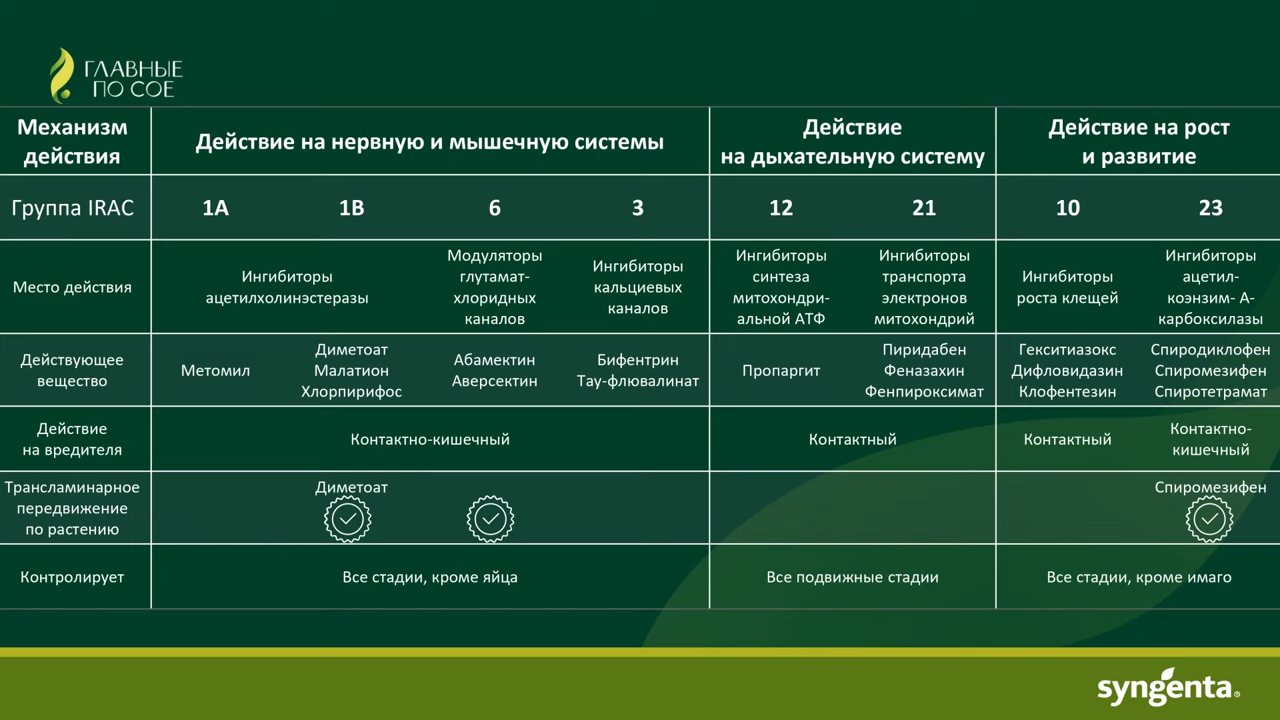 ГЛАВНЫЕ
ПО СОЕ
Механизм
действия
Действие на нервную и мышечную системы
Действие
на дыхательную систему
Действие на рост
и развитие
Группа IRAC
1A
1B
6
3
12
21
10
23
Место действия
Ингибиторы
ацетилхолинэстеразы
Модуляторы
глутамат-
хлоридных
каналов
Ингибиторы
кальциевых
каналов
Ингибиторы
синтеза
митохондри-
альной АТФ
Ингибиторы
транспорта
электронов
митохондрий
Ингибиторы
роста клещей
Ингибиторы
ацетил-
коэнзим- А-
карбоксилазы
Действующее
вещество
Метомил
Диметоат
Малатион
Хлорпирифос
Абамектин
Аверсектин
Бифентрин
Тау-флювалинат
Пропаргит
Пиридабен
Феназахин
Фенпироксимат
Гекситиазокс
Дифловидазин
Клофентезин
Спиродиклофен
Спиромезифен
Спиротетрамат
Действие
на вредителя
Контактно-кишечный
Контактный
Контактный
Контактно-
кишечный
Трансламинарное
передвижение
по растению
Диметоат
Спиромезифен
Контролирует
Все стадии, кроме яйца
Все подвижные стадии
Все стадии, кроме имаго
syngenta®